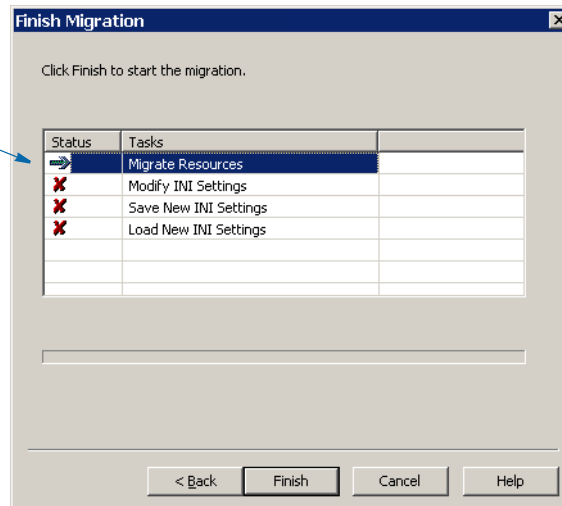 Finish Migration
Click Finish to start the migration.
Status Tasks
Migrate Resources
Modify INI Settings
Save New INI Settings
Load New INI Settings
< Back Finish Cancel Help